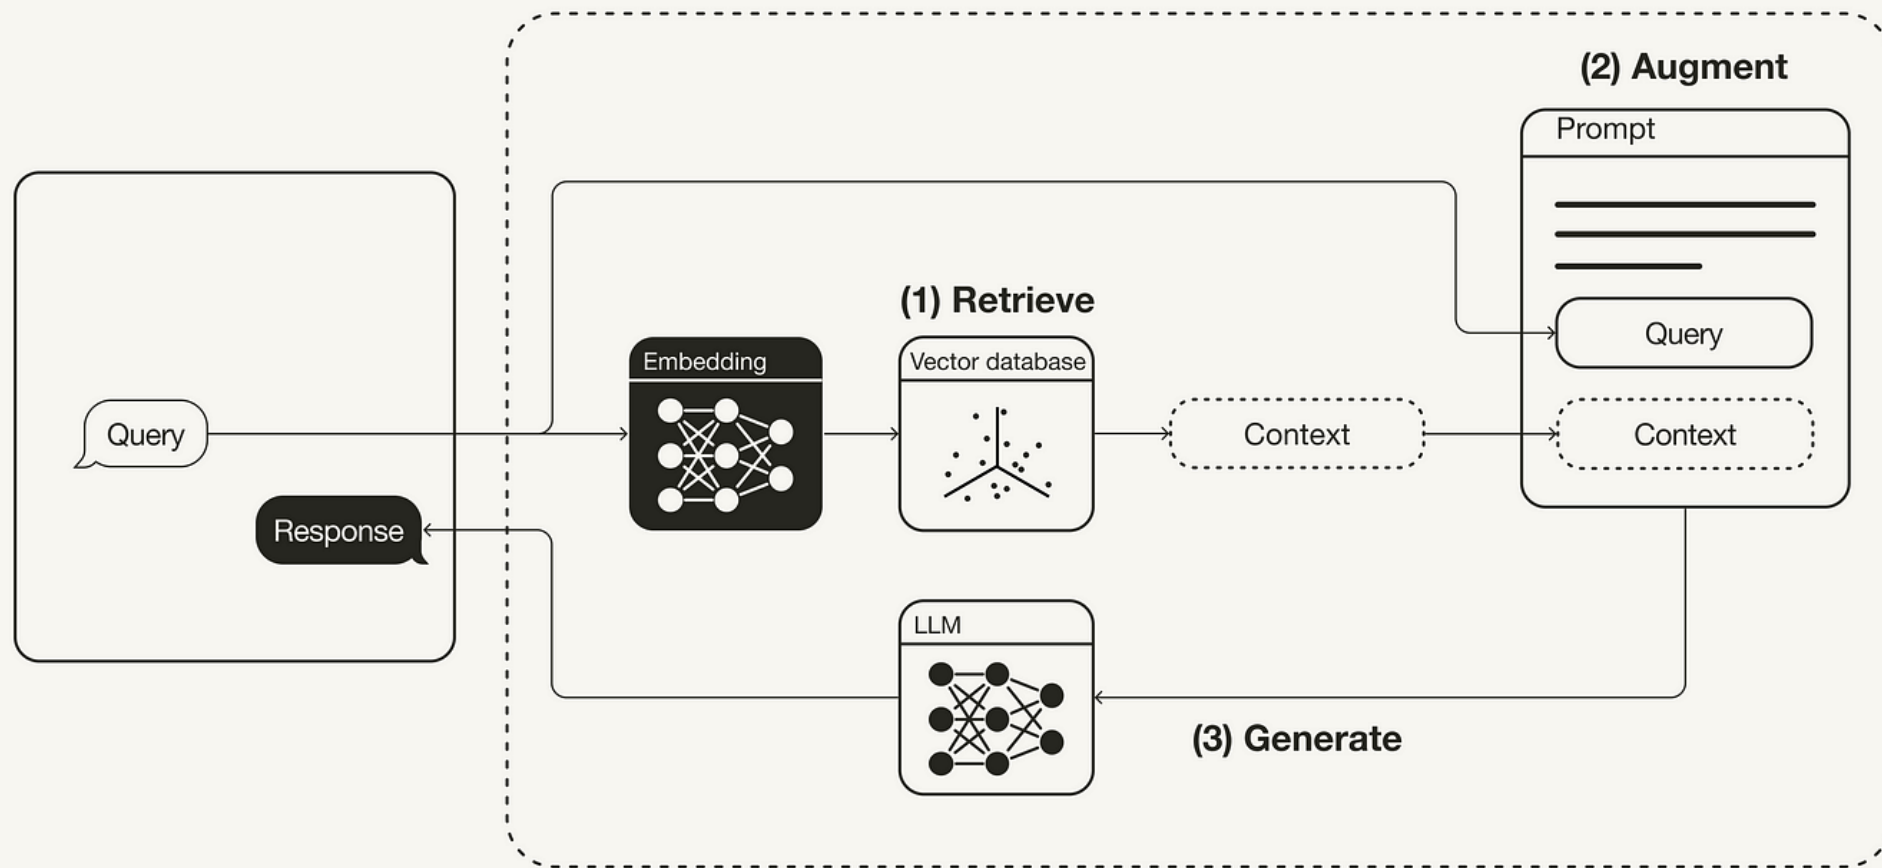 (2) Augment
Prompt
(1) Retrieve
Query
Embedding
Vector database
Query
Context
Context
Response
LLM
(3) Generate